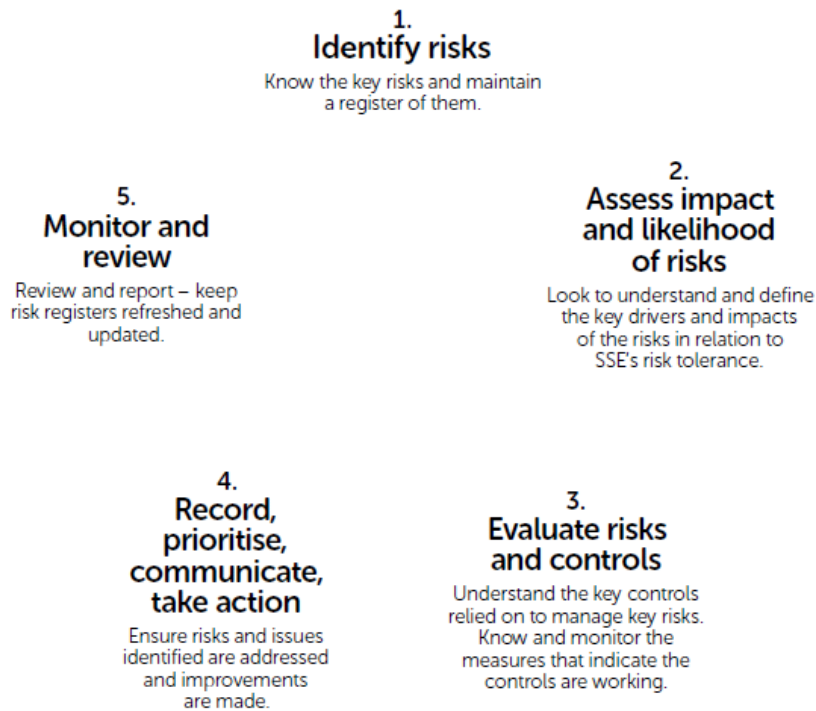 1.
Identify risks
Know the key risks and maintain
a register of them.
2.
Assess impact
and likelihood
of risks
Look to understand and define
the key drivers and impacts
of the risks in relation to
SSE's risk tolerance.
3.
Evaluate risks
and controls
Understand the key controls
relied on to manage key risks.
Know and monitor the
measures that indicate the
controls are working.
4.
Record,
prioritise,
communicate,
take action
Ensure risks and issues
identified are addressed
and improvements
are made.
5.
Monitor and
review
Review and report – keep
risk registers refreshed and
updated.